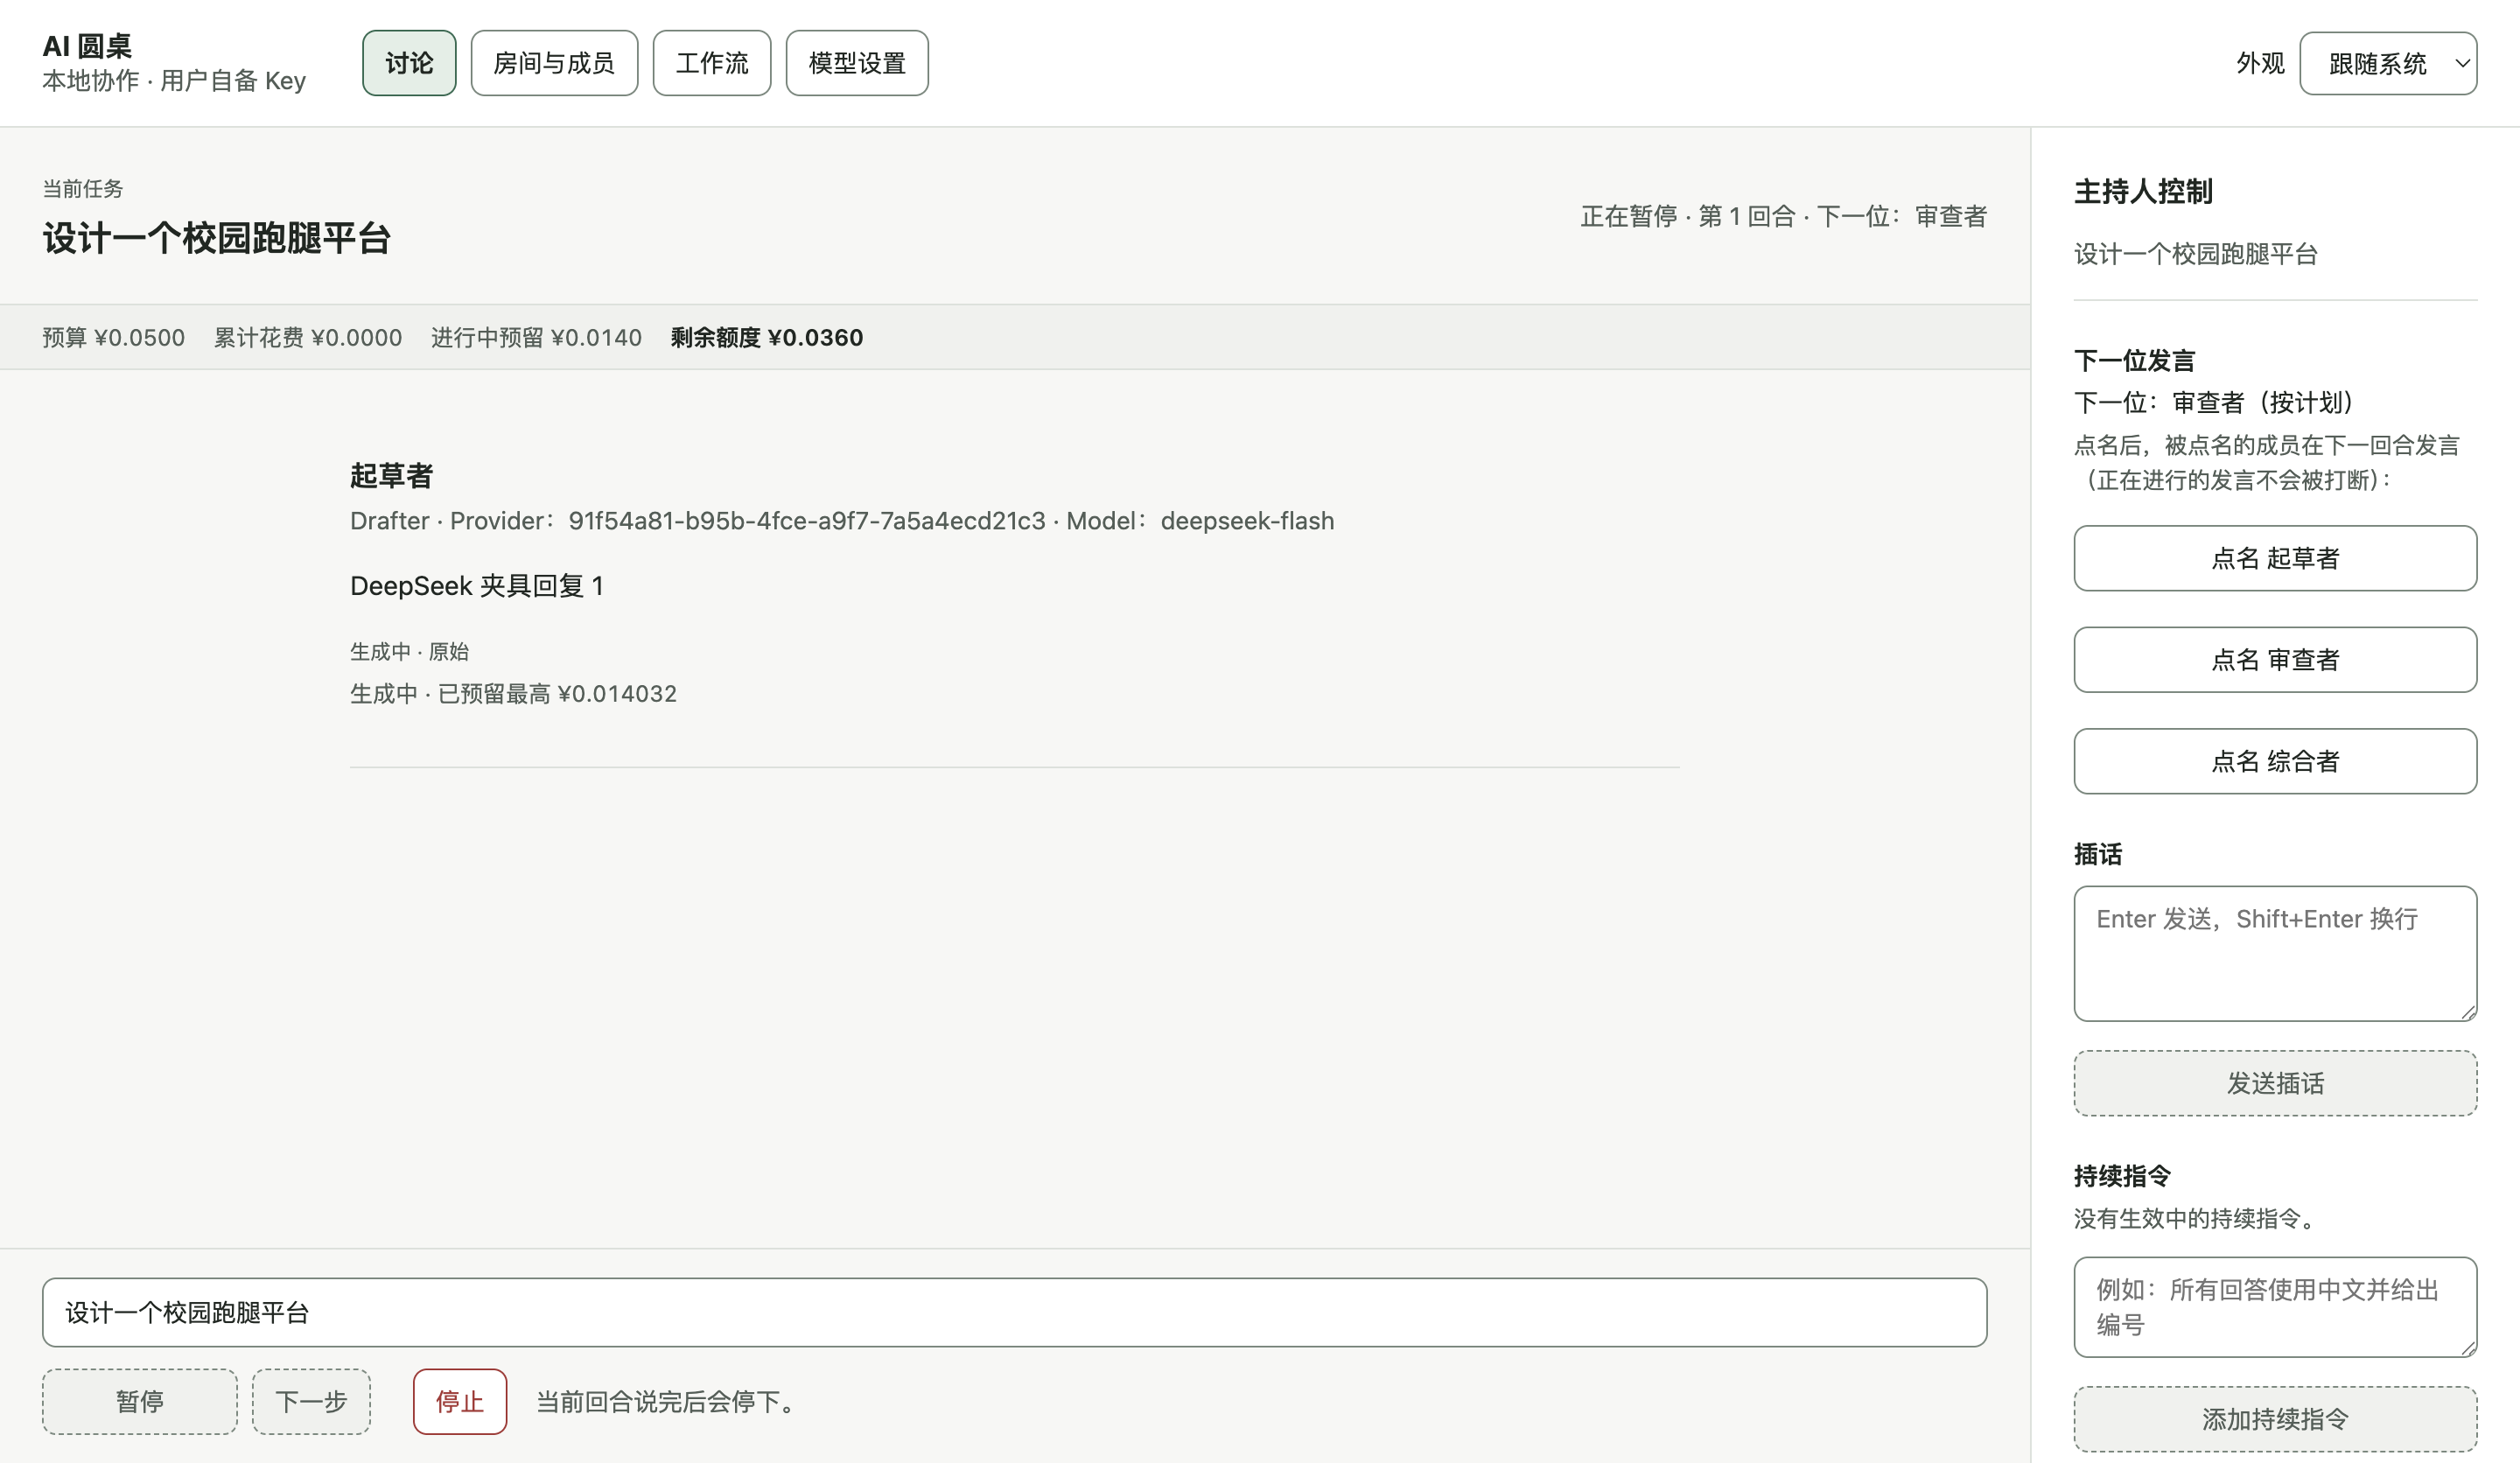 AI 圆桌
本地协作 · 用户自备 Key
讨论
房间与成员
工作流
模型设置
外观
跟随系统
当前任务
设计一个校园跑腿平台
正在暂停 · 第 1 回合 · 下一位：审查者
预算 ¥0.0500 累计花费 ¥0.0000 进行中预留 ¥0.0140 剩余额度 ¥0.0360
起草者
Drafter · Provider：91f54a81-b95b-4fce-a9f7-7a5a4ecd21c3 · Model：deepseek-flash
DeepSeek 夹具回复 1
生成中 · 原始
生成中 · 已预留最高 ¥0.014032
设计一个校园跑腿平台
暂停
下一步
停止
当前回合说完后会停下。
主持人控制
设计一个校园跑腿平台
下一位发言
下一位：审查者（按计划）
点名后，被点名的成员在下一回合发言
（正在进行的发言不会被打断）：
点名 起草者
点名 审查者
点名 综合者
插话
Enter 发送，Shift+Enter 换行
发送插话
持续指令
没有生效中的持续指令。
例如：所有回答使用中文并给出
编号
添加持续指令